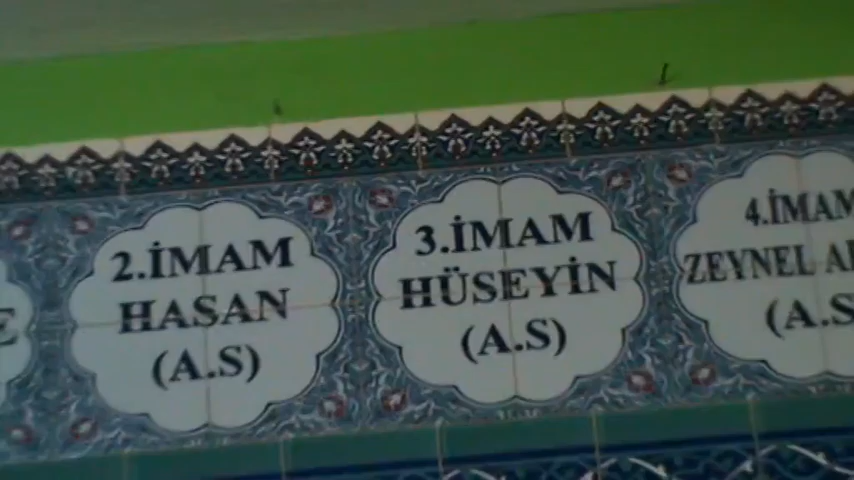 2.İMAM
HASAN
(A.S)
3.İMAM
HÜSEYİN
(A.S)
4.İMAM
ZEYNEL
(A.S